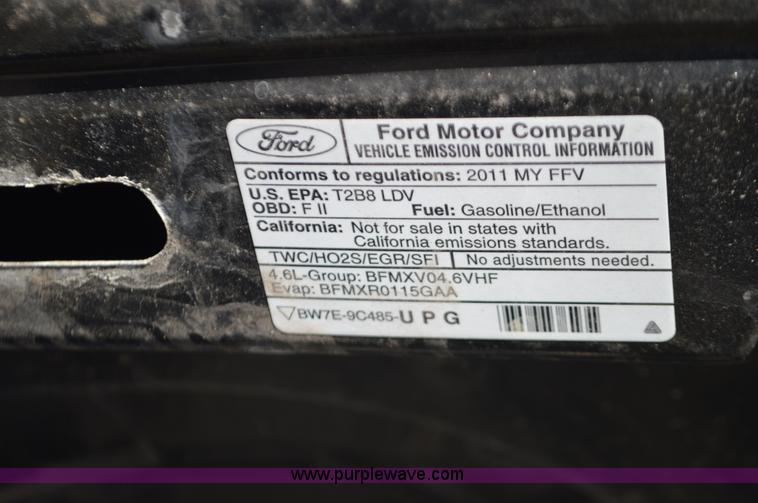 Ford
Ford Motor Company
VEHICLE EMISSION CONTROL INFORMATION
Conforms to regulations: 2011 MY FFV
U.S. EPA: T2B8 LDV
OBD: F II Fuel: Gasoline/Ethanol
California: Not for sale in states with
California emissions standards.
TWC/HO2S/EGR/SFI No adjustments needed.
4.6L-Group: BFMXV04.6VHF
Evap: BFMXR0115GAA
BW7E-9C485-U P G
www.purplewave.com